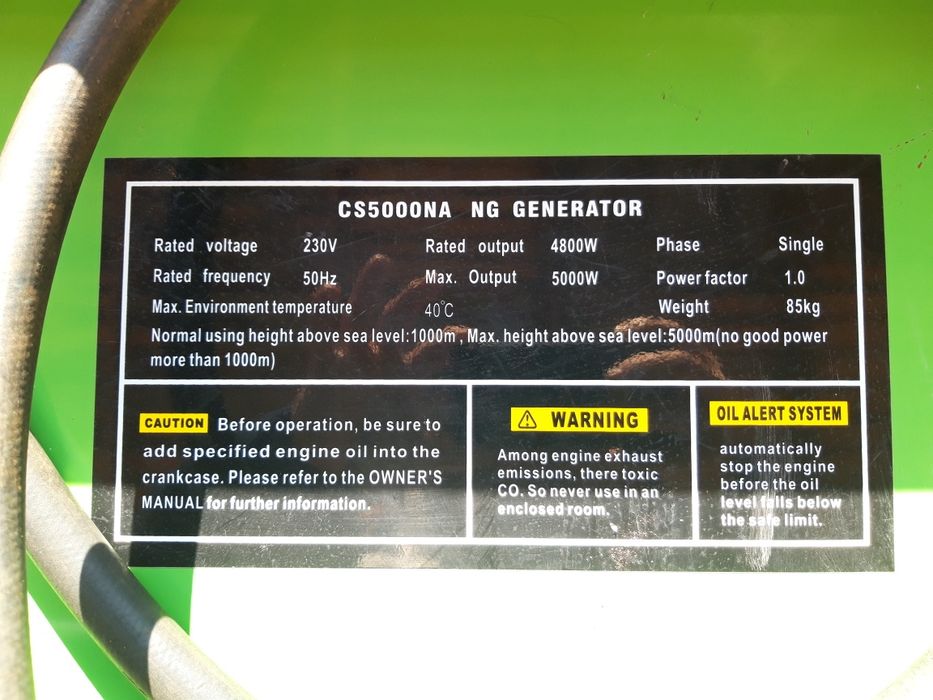 CS5000NA NG GENERATOR
Rated voltage 230V Rated output 4800W Phase Single
Rated frequency 50Hz Max. Output 5000W Power factor 1.0
Max. Environment temperature 40℃ Weight 85kg
Normal using height above sea level:1000m , Max. height above sea level:5000m(no good power
more than 1000m)
CAUTION Before operation, be sure to
add specified engine oil into the
crankcase. Please refer to the OWNER'S
MANUAL for further information.
⚠ WARNING
Among engine exhaust
emissions, there toxic
CO. So never use in an
enclosed room.
OIL ALERT SYSTEM
automatically
stop the engine
before the oil
level falls below
the safe limit.